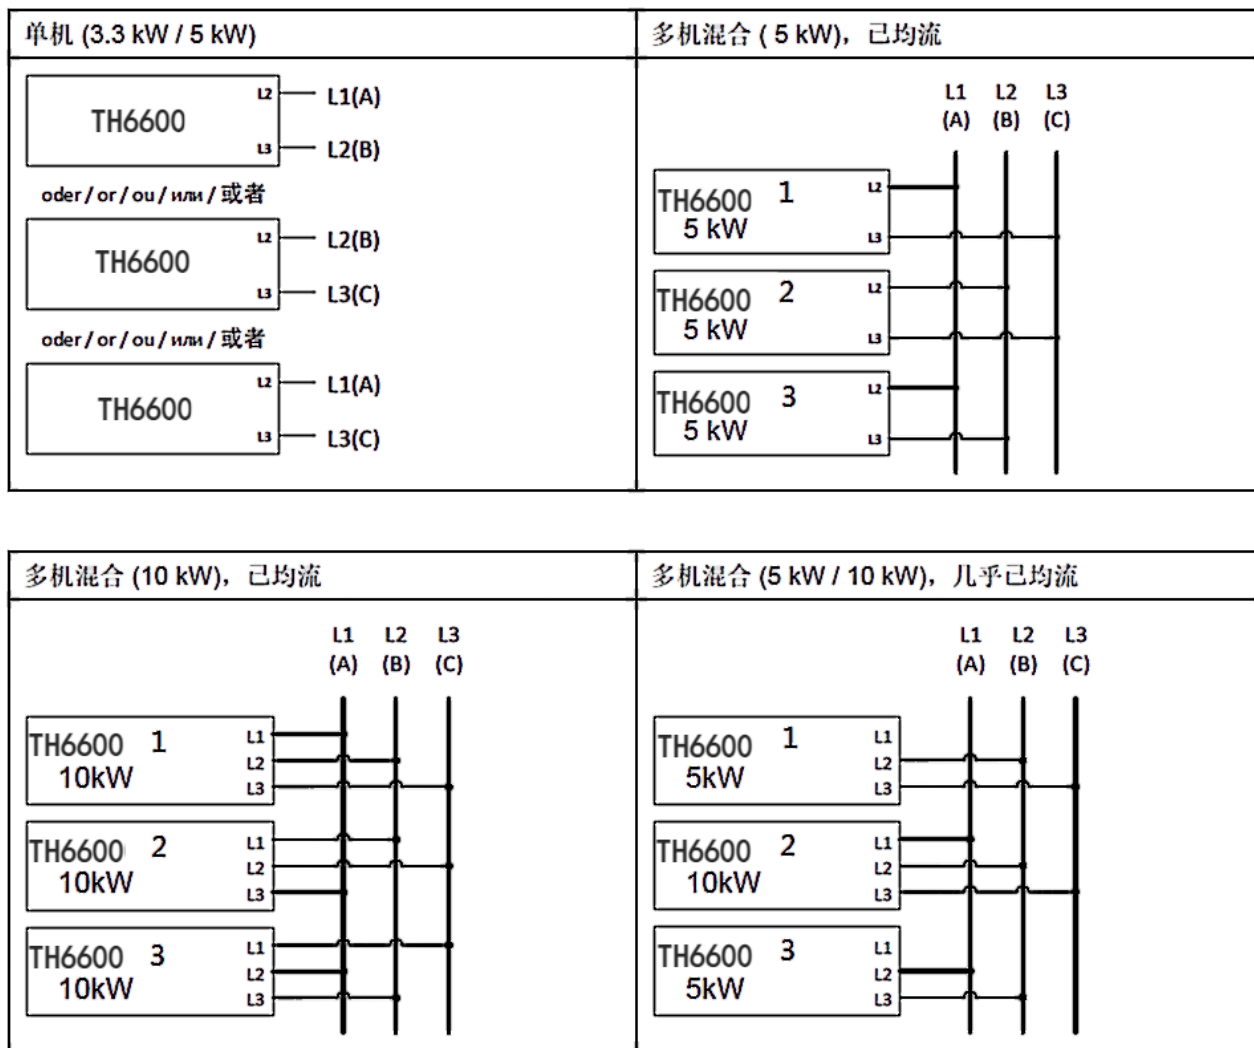 单机 (3.3 kW / 5 kW)
TH6600
L2
L1(A)
L3
L2(B)
oder / or / ou / или / 或者
TH6600
L2
L2(B)
L3
L3(C)
oder / or / ou / или / 或者
TH6600
L2
L1(A)
L3
L3(C)
多机混合 ( 5 kW)，已均流
L1 L2 L3
(A) (B) (C)
TH6600 1
5 kW
L2
L3
TH6600 2
5 kW
L2
L3
TH6600 3
5 kW
L2
L3
多机混合 (10 kW)，已均流
L1 L2 L3
(A) (B) (C)
TH6600 1
10kW
L1
L2
L3
TH6600 2
10kW
L1
L2
L3
TH6600 3
10kW
L1
L2
L3
多机混合 (5 kW / 10 kW)，几乎已均流
L1 L2 L3
(A) (B) (C)
TH6600 1
5kW
L1
L2
L3
TH6600 2
10kW
L1
L2
L3
TH6600 3
5kW
L1
L2
L3